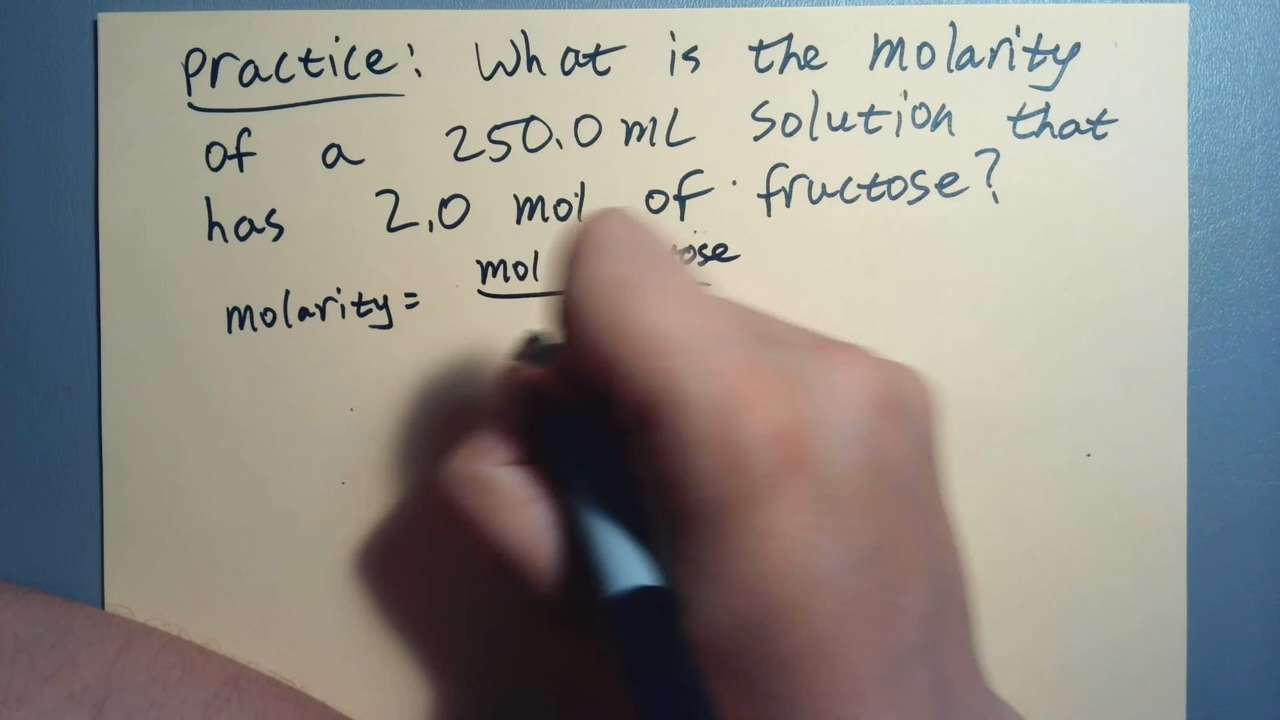 practice: What is the molarity
of a 250.0 mL solution that
has 2.0 mol of fructose?
mol
molarity=